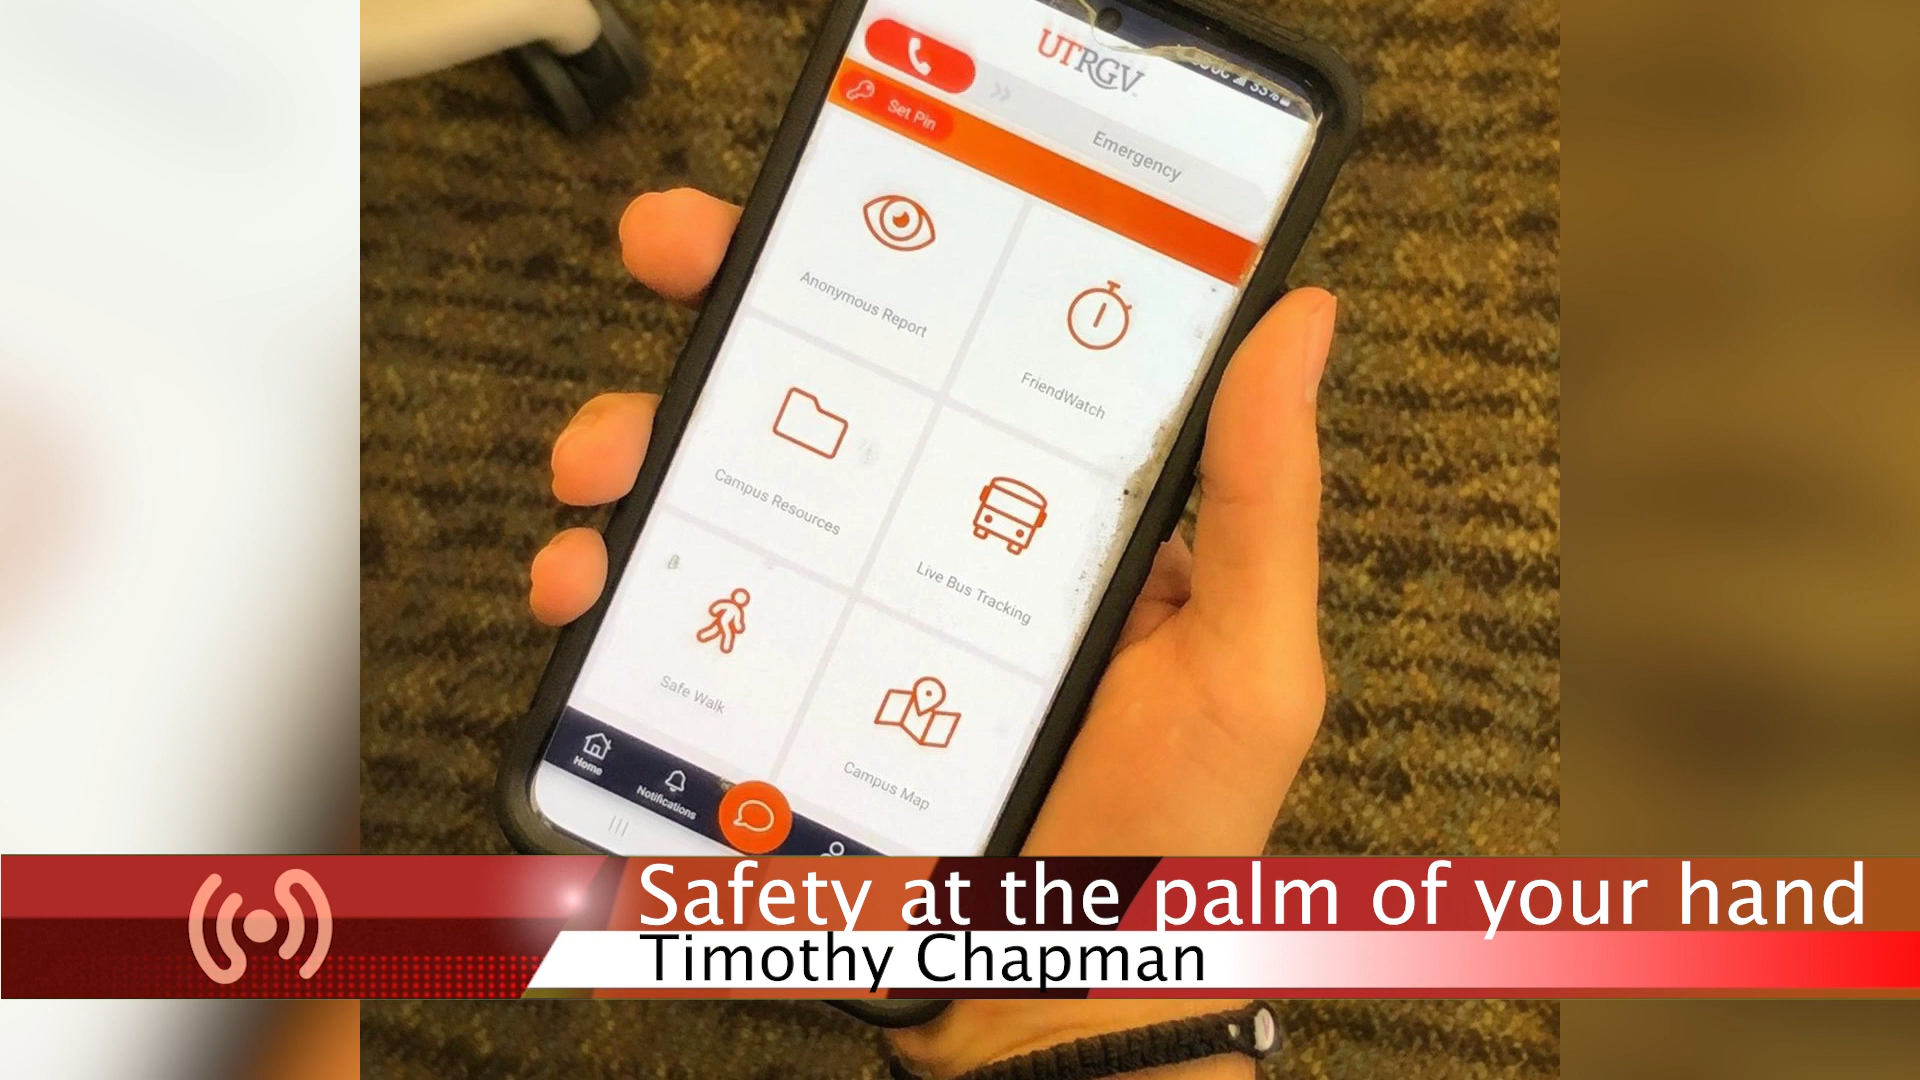 UTRGV
33%
Emergency
Set Pin
Anonymous Report
FriendWatch
Campus Resources
Live Bus Tracking
Safe Walk
Campus Map
Home
Notifications
Safety at the palm of your hand
Timothy Chapman